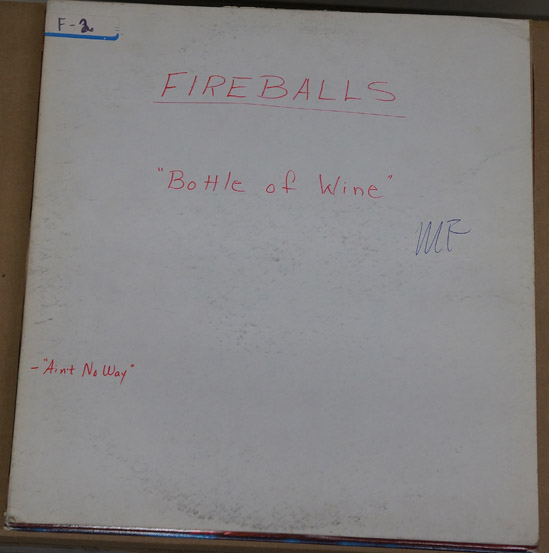 F-2
FIREBALLS
"Bottle of Wine"
MF
- "Ain't No Way"